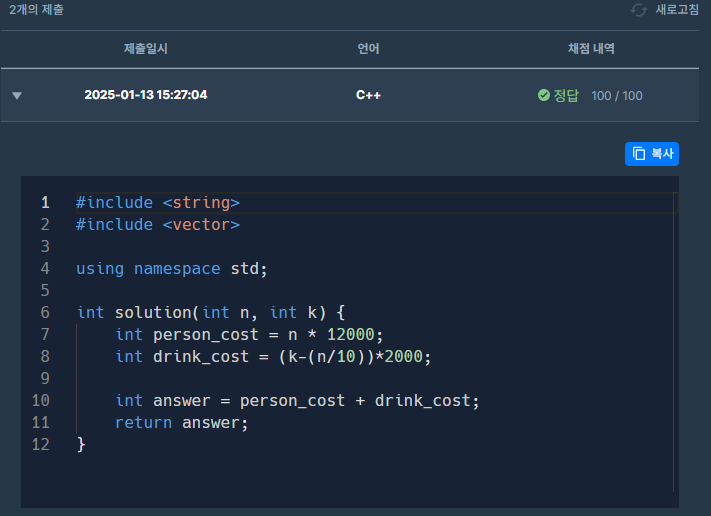 2개의 제출
새로고침
제출일시 언어 채점 내역
2025-01-13 15:27:04 C++ 정답 100 / 100
복사
1 #include <string>
2 #include <vector>
3
4 using namespace std;
5
6 int solution(int n, int k) {
7     int person_cost = n * 12000;
8     int drink_cost = (k-(n/10))*2000;
9
10     int answer = person_cost + drink_cost;
11     return answer;
12 }